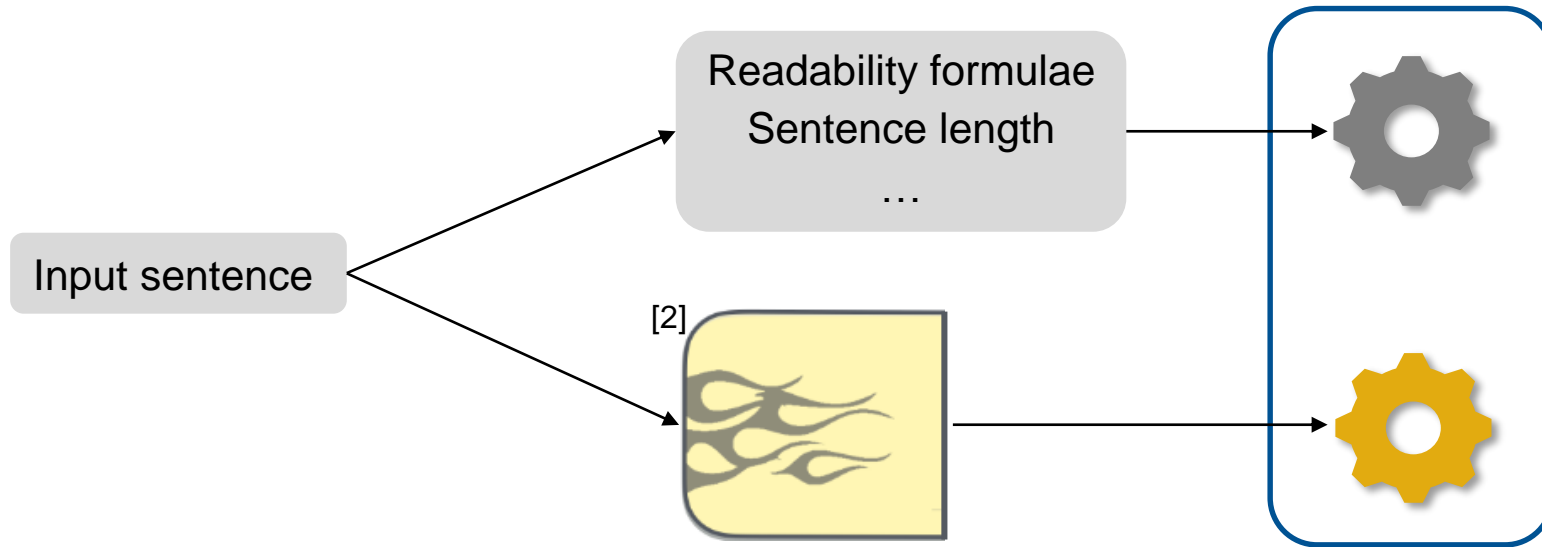 Readability formulae
Sentence length
…
Input sentence
[2]